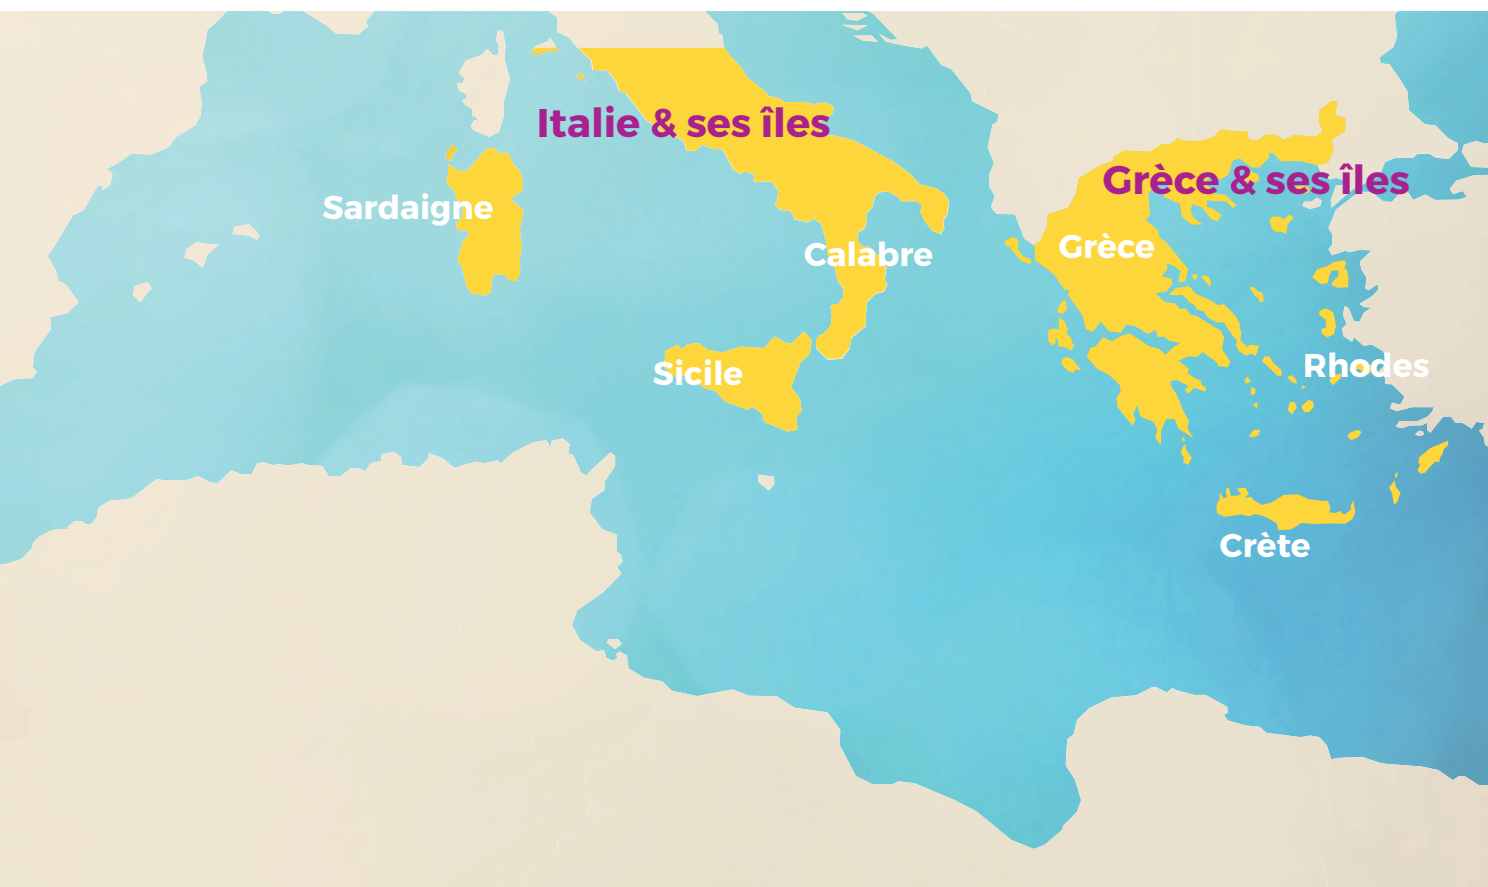 Italie & ses îles
Grèce & ses îles
Sardaigne
Grèce
Calabre
Rhodes
Sicile
Crète